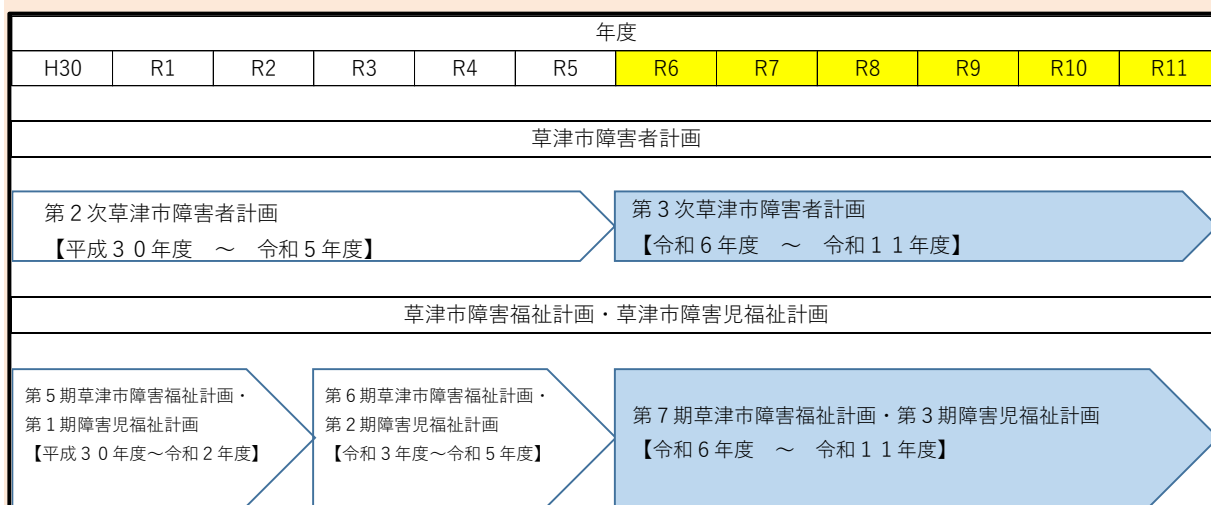 年度
H30 R1 R2 R3 R4 R5 R6 R7 R8 R9 R10 R11
草津市障害者計画
第２次草津市障害者計画
【平成３０年度　～　令和５年度】
第３次草津市障害者計画
【令和６年度　～　令和１１年度】
草津市障害福祉計画・草津市障害児福祉計画
第５期草津市障害福祉計画・
第１期障害児福祉計画
【平成３０年度～令和２年度】
第６期草津市障害福祉計画・
第２期障害児福祉計画
【令和３年度～令和５年度】
第７期草津市障害福祉計画・第３期障害児福祉計画
【令和６年度　～　令和１１年度】